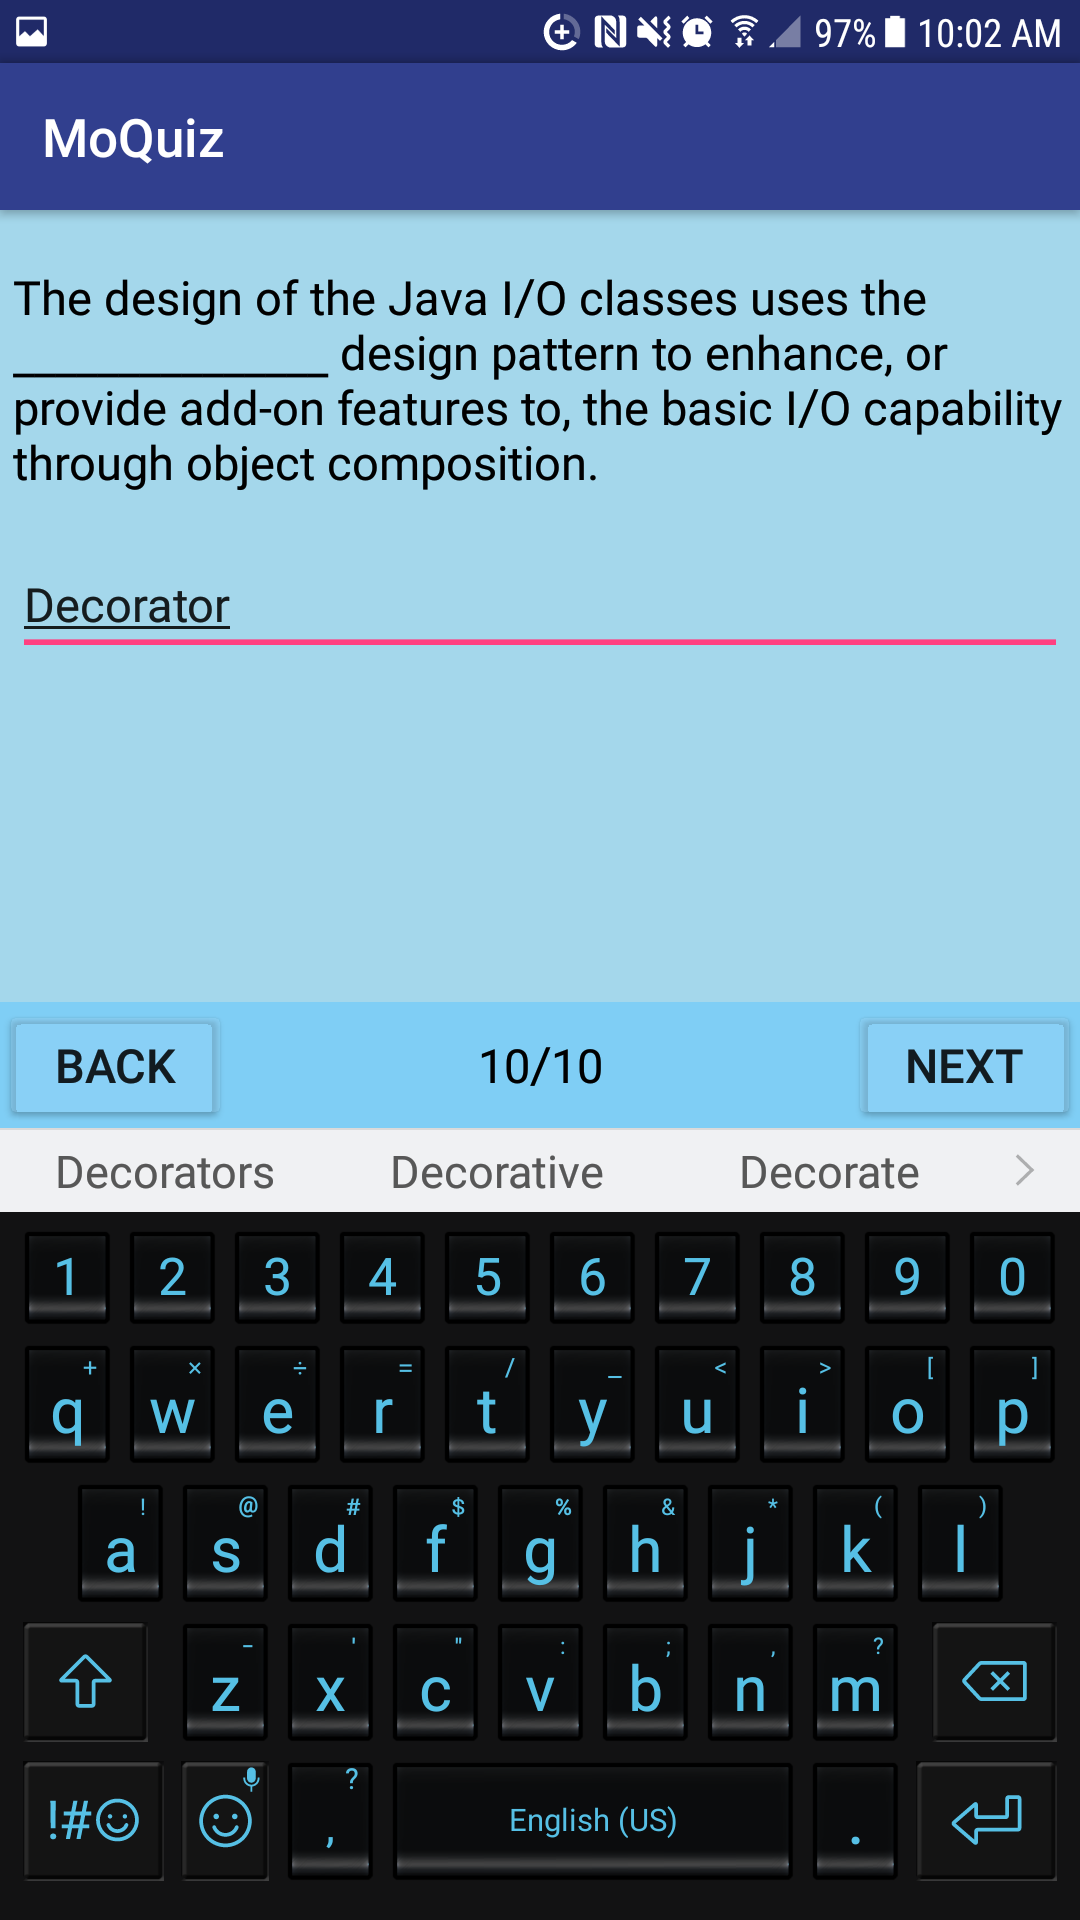 97% 10:02 AM
MoQuiz
The design of the Java I/O classes uses the
_______________ design pattern to enhance, or
provide add-on features to, the basic I/O capability
through object composition.
Decorator
BACK 10/10 NEXT
Decorators Decorative Decorate
1 2 3 4 5 6 7 8 9 0
+ × ÷ = / _ < > [ ]
q w e r t y u i o p
! @ # $ % & * ( )
a s d f g h j k l
- ' " : ; , ?
z x c v b n m
?
!#☺ , English (US) .